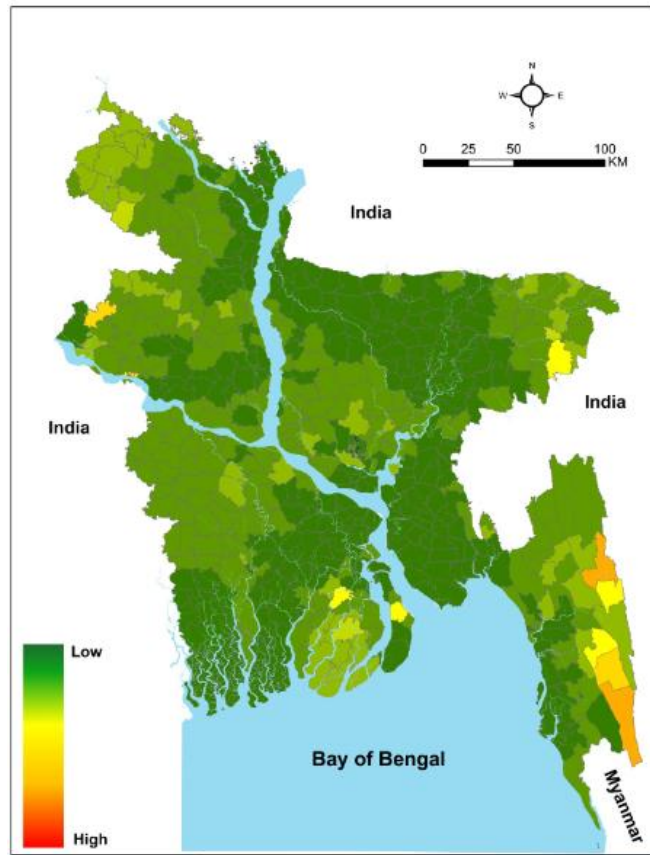 N
W E
S
0 25 50 100
KM
India
India
India
Low
High
Bay of Bengal
Myanmar